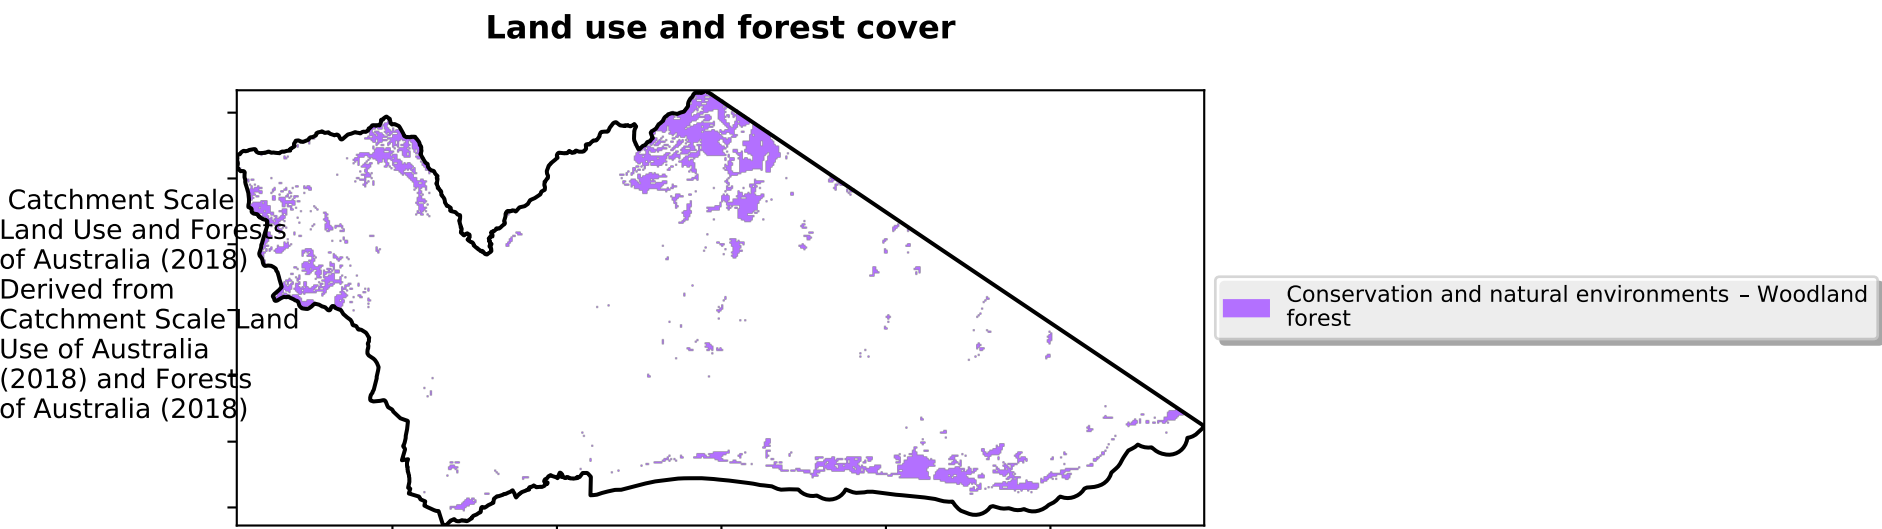 Land use and forest cover
Catchment Scale
Land Use and Forests
of Australia (2018)
Derived from
Catchment Scale Land
Use of Australia
(2018) and Forests
of Australia (2018)
Conservation and natural environments – Woodland
forest